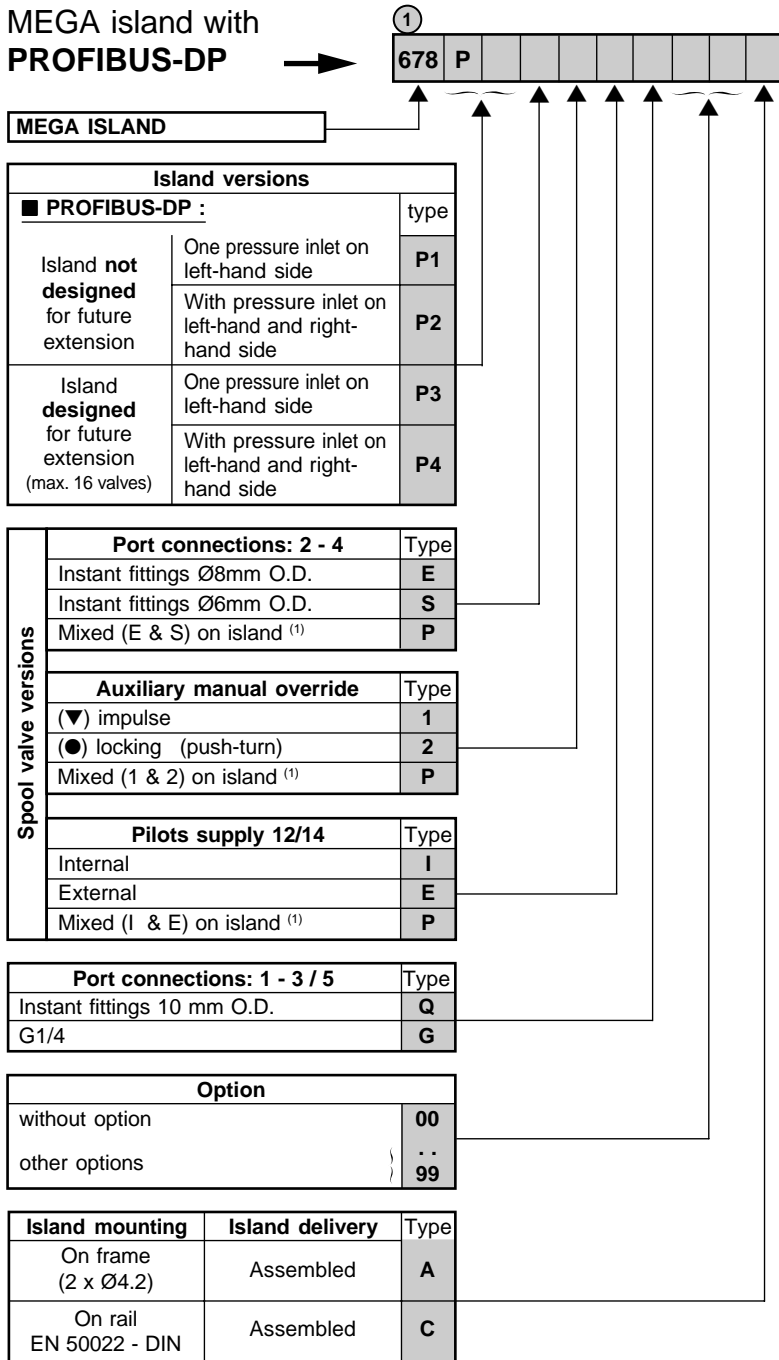 MEGA island with
PROFIBUS-DP
1
678 P
MEGA ISLAND
Island versions
PROFIBUS-DP :
type
Island not
designed
for future
extension
One pressure inlet on
left-hand side
P1
With pressure inlet on
left-hand and right-
hand side
P2
Island
designed
for future
extension
(max. 16 valves)
One pressure inlet on
left-hand side
P3
With pressure inlet on
left-hand and right-
hand side
P4
Spool valve versions
Port connections: 2 - 4 Type
Instant fittings Ø8mm O.D. E
Instant fittings Ø6mm O.D. S
Mixed (E & S) on island (1) P
Auxiliary manual override Type
(▼) impulse 1
(●) locking (push-turn) 2
Mixed (1 & 2) on island (1) P
Pilots supply 12/14 Type
Internal I
External E
Mixed (I & E) on island (1) P
Port connections: 1 - 3 / 5 Type
Instant fittings 10 mm O.D. Q
G1/4 G
Option
without option 00
other options . .
99
Island mounting Island delivery Type
On frame
(2 x Ø4.2)
Assembled A
On rail
EN 50022 - DIN
Assembled C